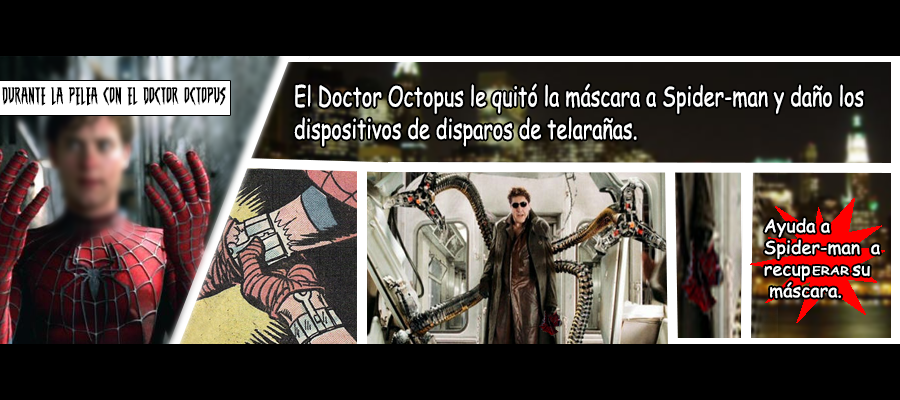 DURANTE LA PELEA CON EL DOCTOR OCTOPUS
El Doctor Octopus le quitó la máscara a Spider-man y daño los
dispositivos de disparos de telarañas.
Ayuda a
Spider-man a
recupERAR su
máscara.